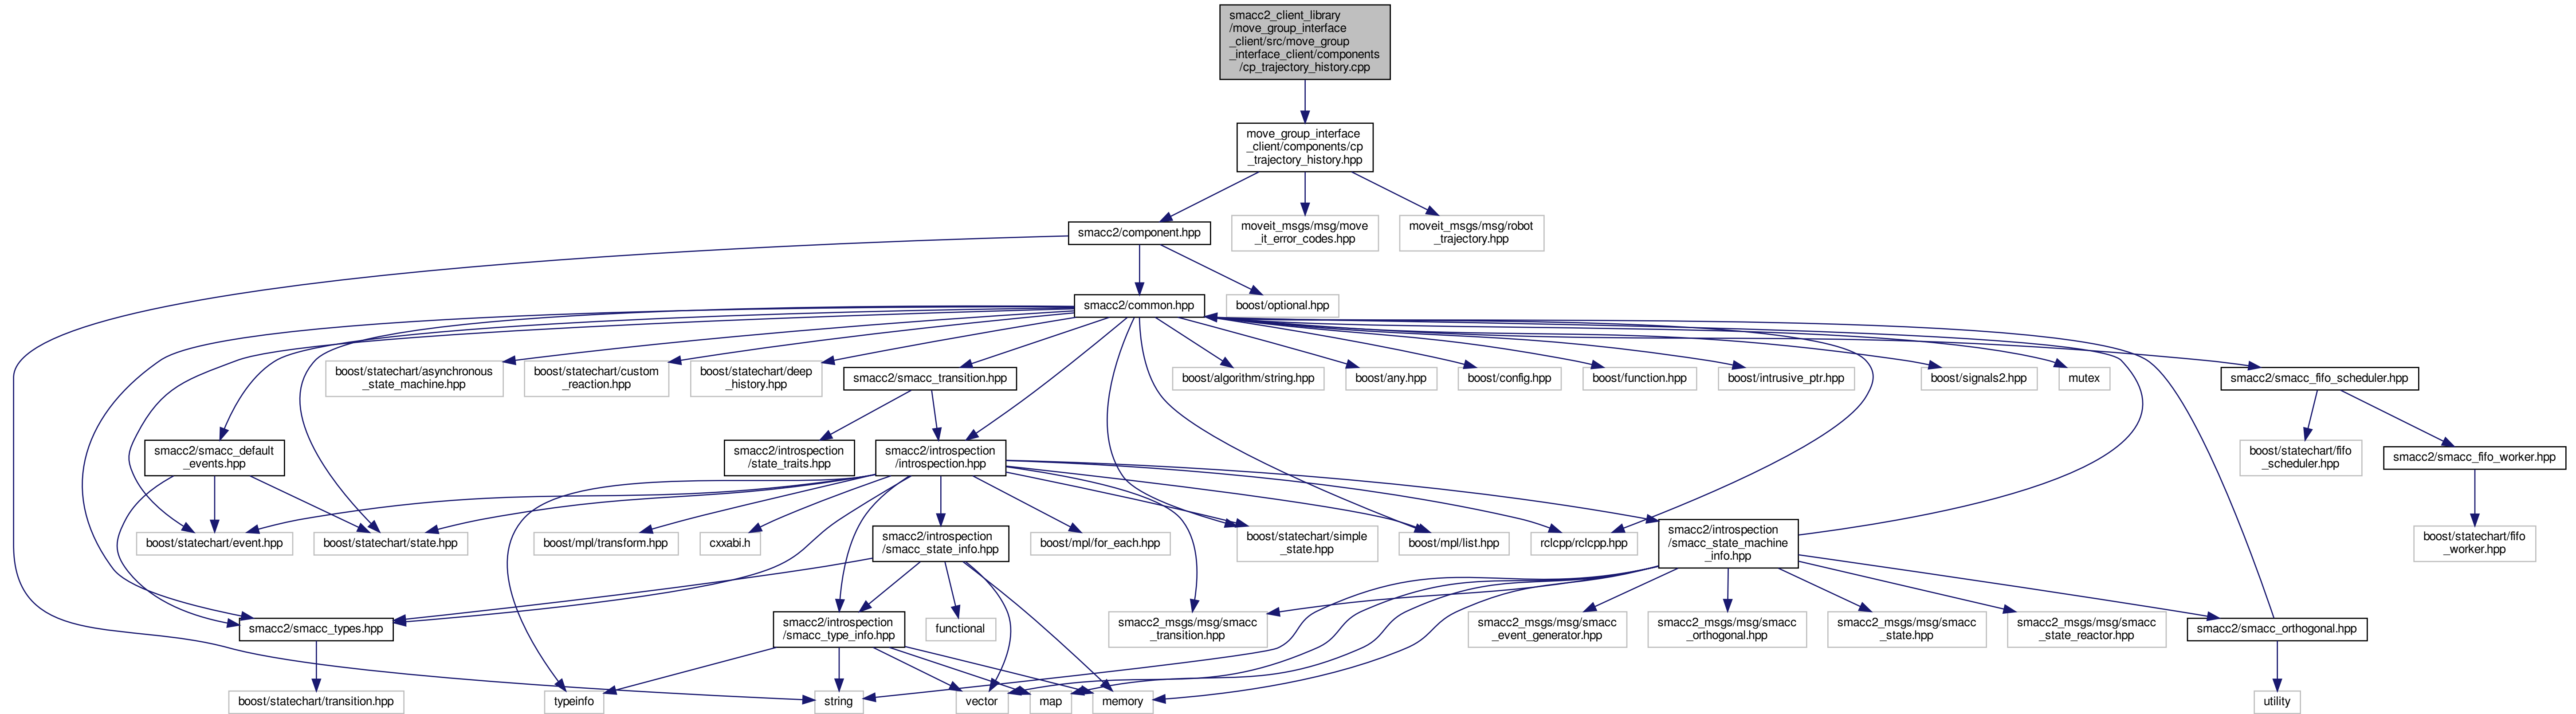 smacc2_client_library
/move_group_interface
_client/src/move_group
_interface_client/components
/cp_trajectory_history.cpp
move_group_interface
_client/components/cp
_trajectory_history.hpp
smacc2/component.hpp
moveit_msgs/msg/move
_it_error_codes.hpp
moveit_msgs/msg/robot
_trajectory.hpp
smacc2/common.hpp
boost/optional.hpp
boost/statechart/asynchronous
_state_machine.hpp
boost/statechart/custom
_reaction.hpp
boost/statechart/deep
_history.hpp
smacc2/smacc_transition.hpp
boost/algorithm/string.hpp
boost/any.hpp
boost/config.hpp
boost/function.hpp
boost/intrusive_ptr.hpp
boost/signals2.hpp
mutex
smacc2/smacc_fifo_scheduler.hpp
smacc2/smacc_default
_events.hpp
smacc2/introspection
/state_traits.hpp
smacc2/introspection
/introspection.hpp
boost/statechart/fifo
_scheduler.hpp
smacc2/smacc_fifo_worker.hpp
boost/statechart/event.hpp
boost/statechart/state.hpp
boost/mpl/transform.hpp
cxxabi.h
smacc2/introspection
/smacc_state_info.hpp
boost/mpl/for_each.hpp
boost/statechart/simple
_state.hpp
boost/mpl/list.hpp
rclcpp/rclcpp.hpp
smacc2/introspection
/smacc_state_machine
_info.hpp
boost/statechart/fifo
_worker.hpp
smacc2/smacc_types.hpp
smacc2/introspection
/smacc_type_info.hpp
functional
smacc2_msgs/msg/smacc
_transition.hpp
smacc2_msgs/msg/smacc
_event_generator.hpp
smacc2_msgs/msg/smacc
_orthogonal.hpp
smacc2_msgs/msg/smacc
_state.hpp
smacc2_msgs/msg/smacc
_state_reactor.hpp
smacc2/smacc_orthogonal.hpp
boost/statechart/transition.hpp
typeinfo
string
vector
map
memory
utility